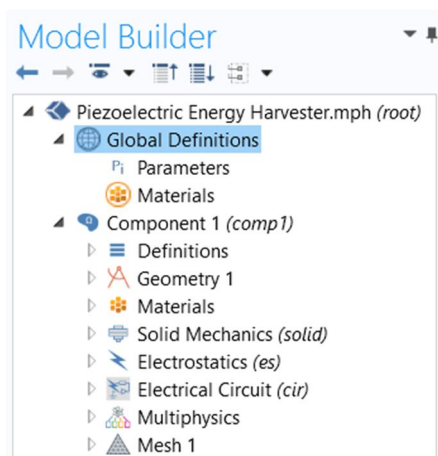 Model Builder
Piezoelectric Energy Harvester.mph (root)
Global Definitions
Pi Parameters
Materials
Component 1 (comp1)
Definitions
Geometry 1
Materials
Solid Mechanics (solid)
Electrostatics (es)
Electrical Circuit (cir)
Multiphysics
Mesh 1